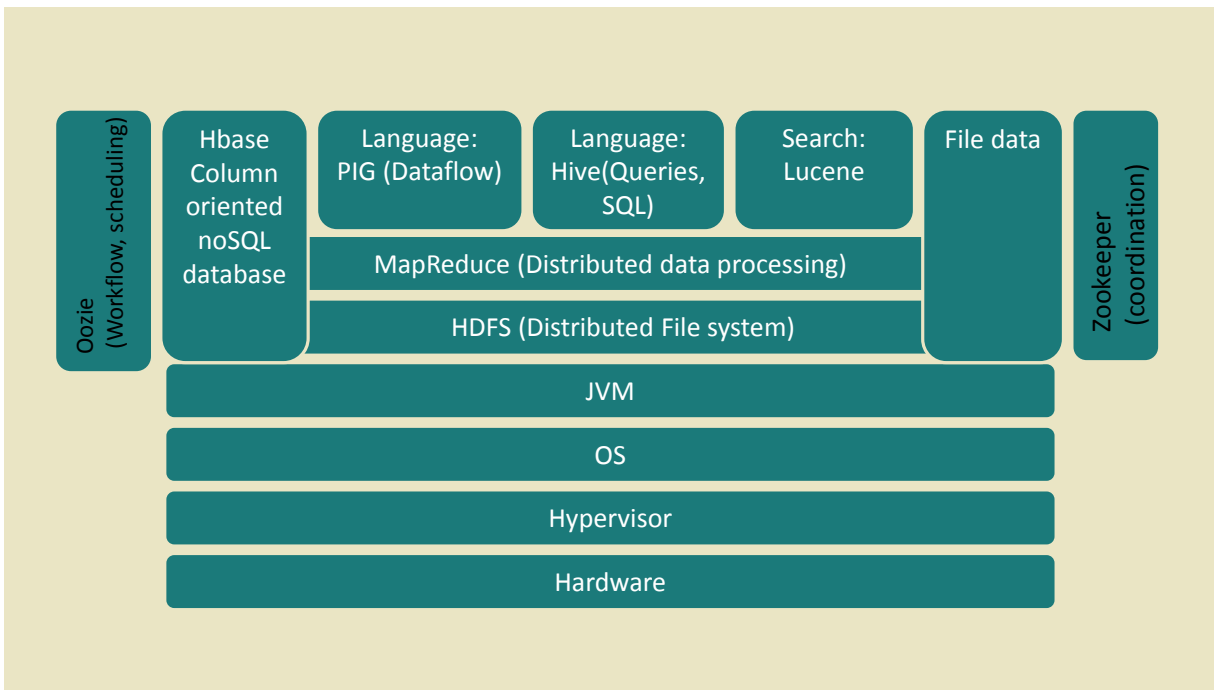 Oozie
(Workflow, scheduling)
Hbase
Column
oriented
noSQL
database
Language:
PIG (Dataflow)
Language:
Hive(Queries,
SQL)
Search:
Lucene
File data
Zookeeper
(coordination)
MapReduce (Distributed data processing)
HDFS (Distributed File system)
JVM
OS
Hypervisor
Hardware